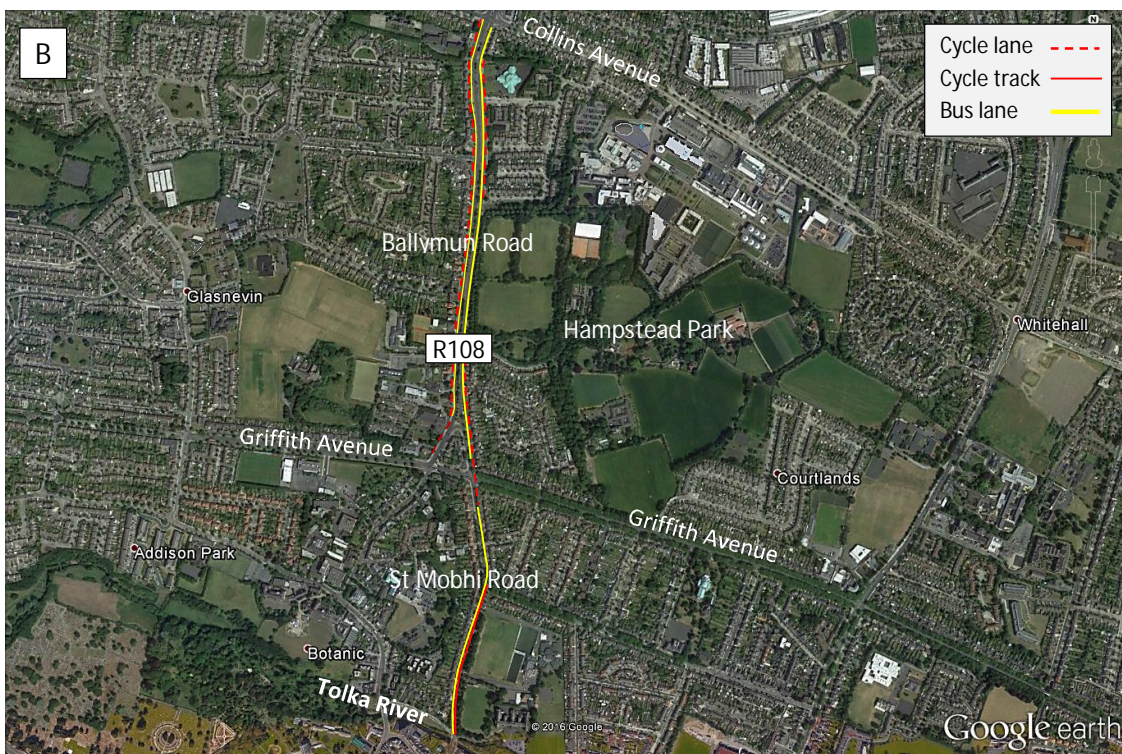 B
Collins Avenue
N
Cycle lane
Cycle track
Bus lane
Ballymun Road
Glasnevin
Hampstead Park
Whitehall
R108
Griffith Avenue
Courtlands
Griffith Avenue
Addison Park
St Mobhi Road
Botanic
Tolka River
© 2016 Google
Google earth